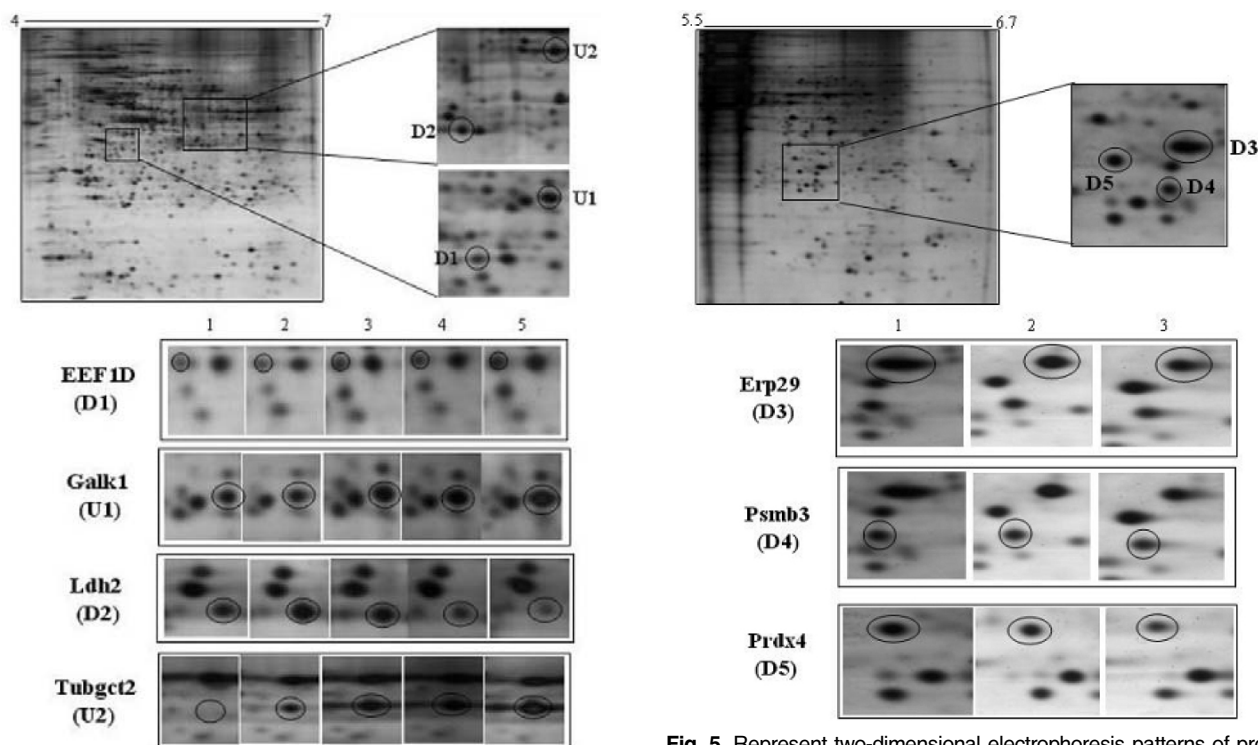 4 7
U2
D2
U1
D1
1 2 3 4 5
EEF1D
(D1)
Galk1
(U1)
Ldh2
(D2)
Tubgct2
(U2)
5.5 6.7
D3
D5 D4
1 2 3
Erp29
(D3)
Psmb3
(D4)
Prdx4
(D5)
Fig. 5. Represent two-dimensional electrophoresis patterns of pro